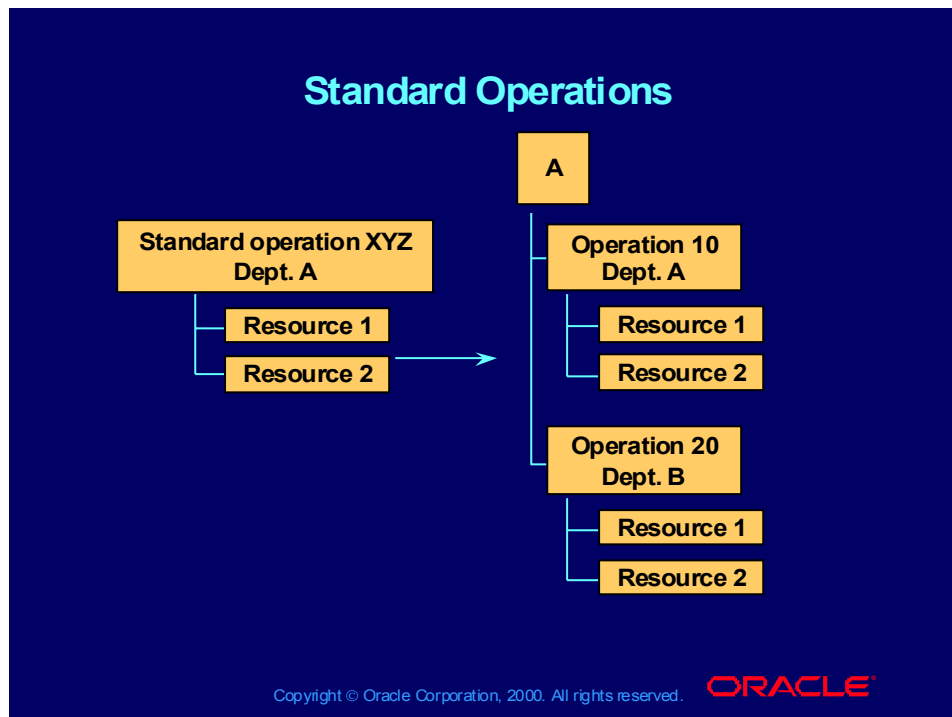 Standard Operations
A
Standard operation XYZ
Dept. A
Resource 1
Resource 2
Operation 10
Dept. A
Resource 1
Resource 2
Operation 20
Dept. B
Resource 1
Resource 2
Copyright © Oracle Corporation, 2000. All rights reserved.
ORACLE®